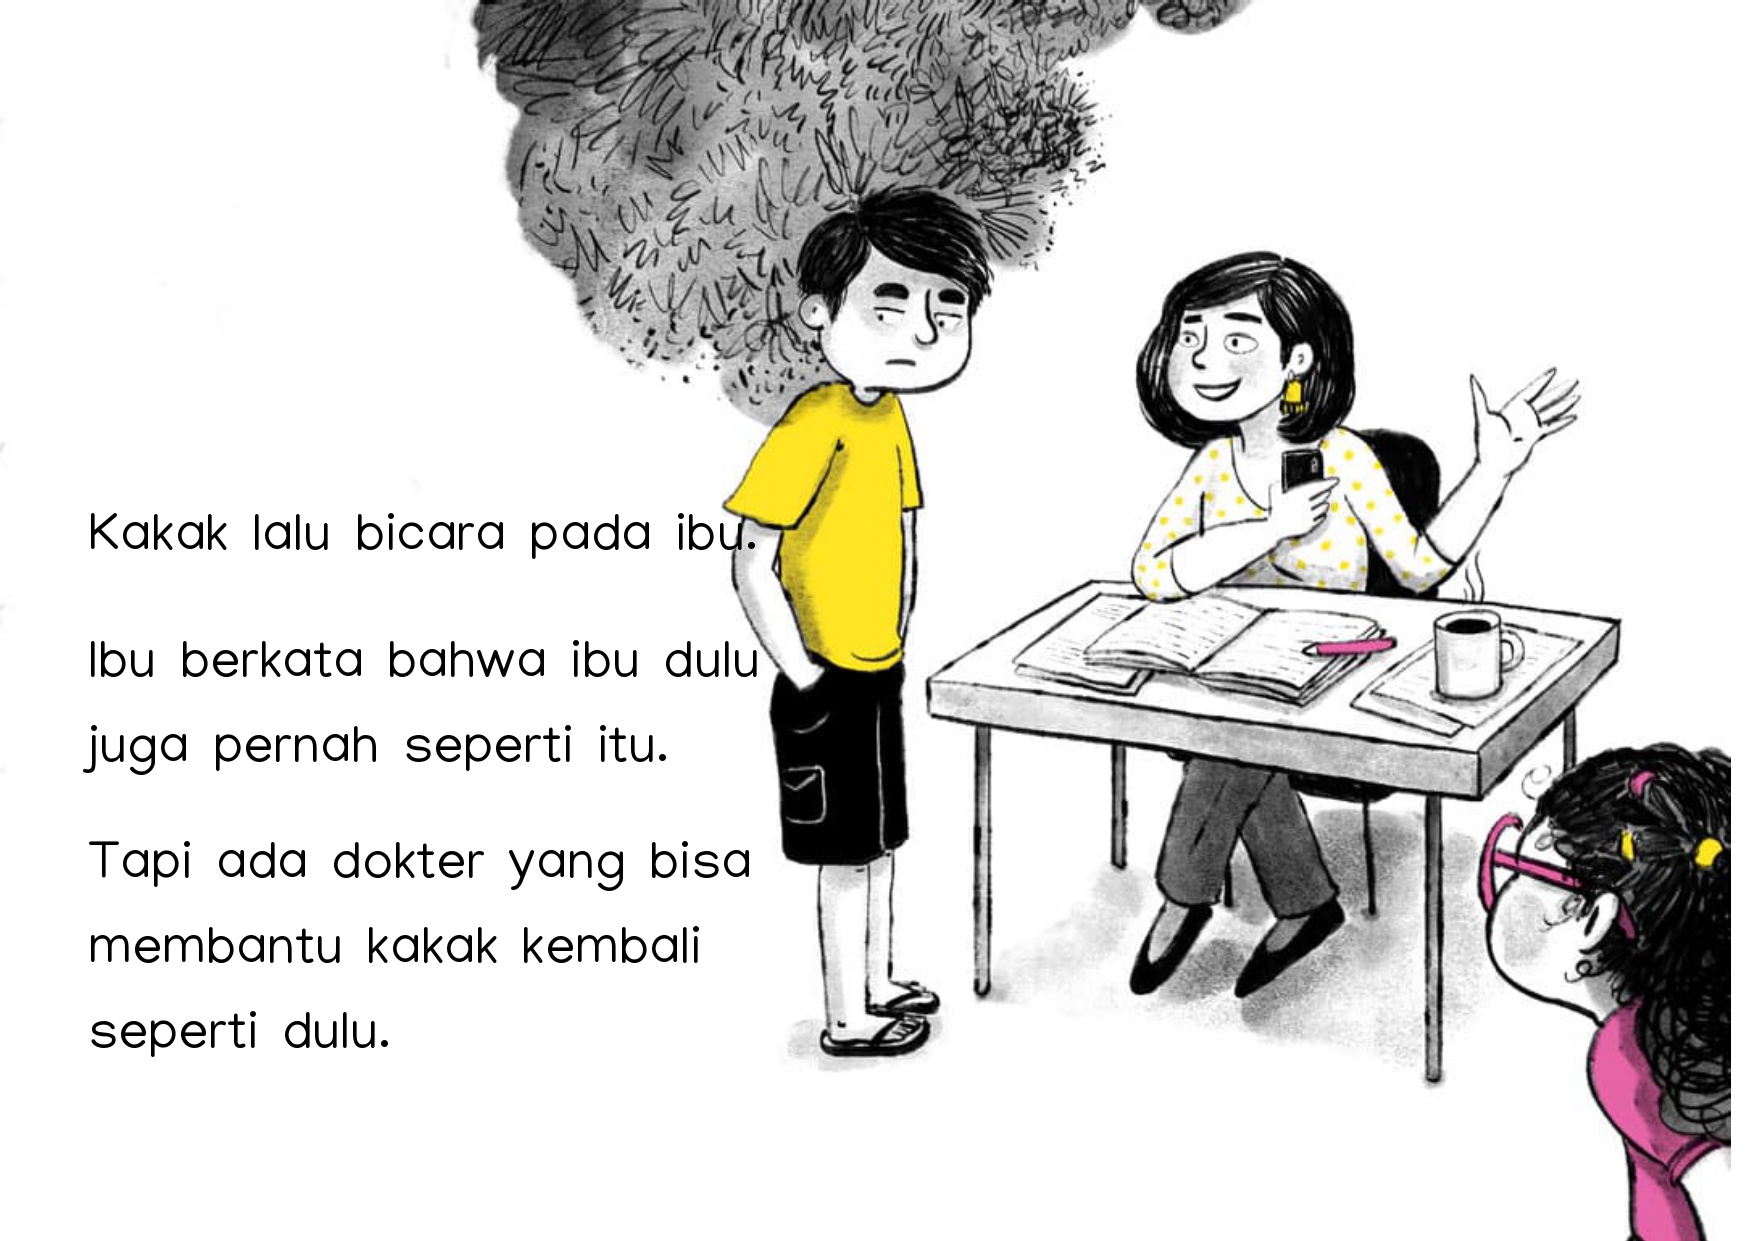 Kakak lalu bicara pada ibu.
Ibu berkata bahwa ibu dulu
juga pernah seperti itu.
Tapi ada dokter yang bisa
membantu kakak kembali
seperti dulu.